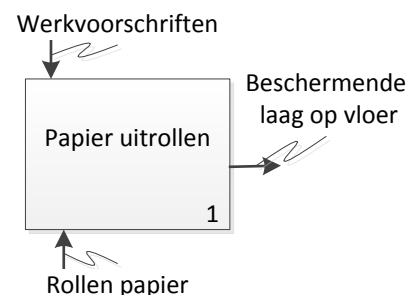 Werkvoorschriften
Beschermende
laag op vloer
Papier uitrollen
1
Rollen papier